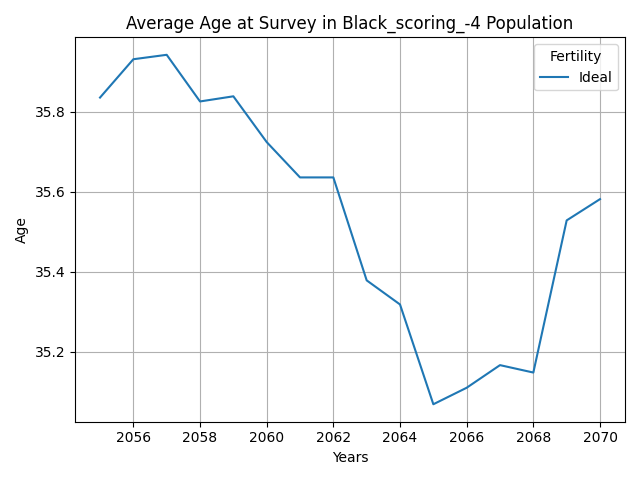 Average Age at Survey in Black_scoring_-4 Population
Fertility
Ideal
35.8
35.6
35.4
35.2
Age
2056 2058 2060 2062 2064 2066 2068 2070
Years